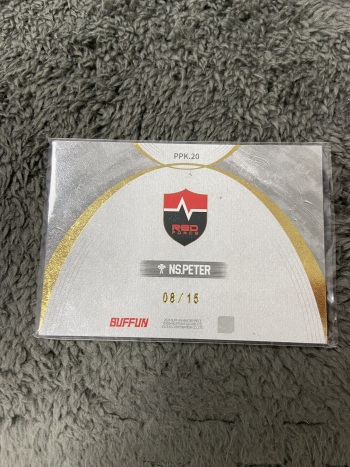 PPK.20
RED
FORCE
NS.PETER
08/15
BUFFUN